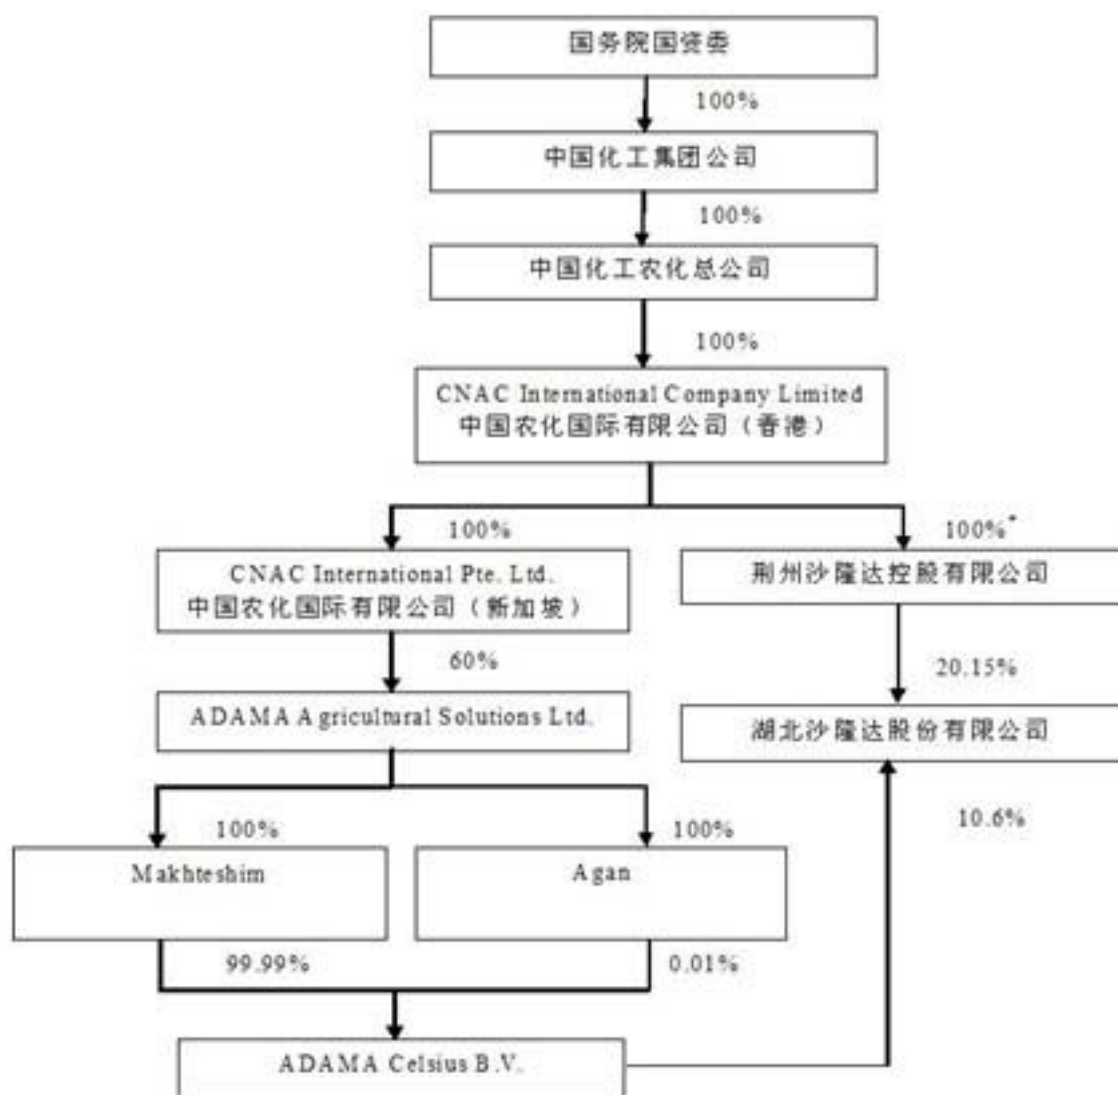 国务院国资委
100%
中国化工集团公司
100%
中国化工农化总公司
100%
CNAC International Company Limited
中国农化国际有限公司（香港）
100%
100%*
CNAC International Pte. Ltd.
中国农化国际有限公司（新加坡）
荆州沙隆达控股有限公司
60%
20.15%
ADAMA Agricultural Solutions Ltd.
湖北沙隆达股份有限公司
100%
100%
10.6%
Makhteshim
Agan
99.99%
0.01%
ADAMA Celsius B.V.